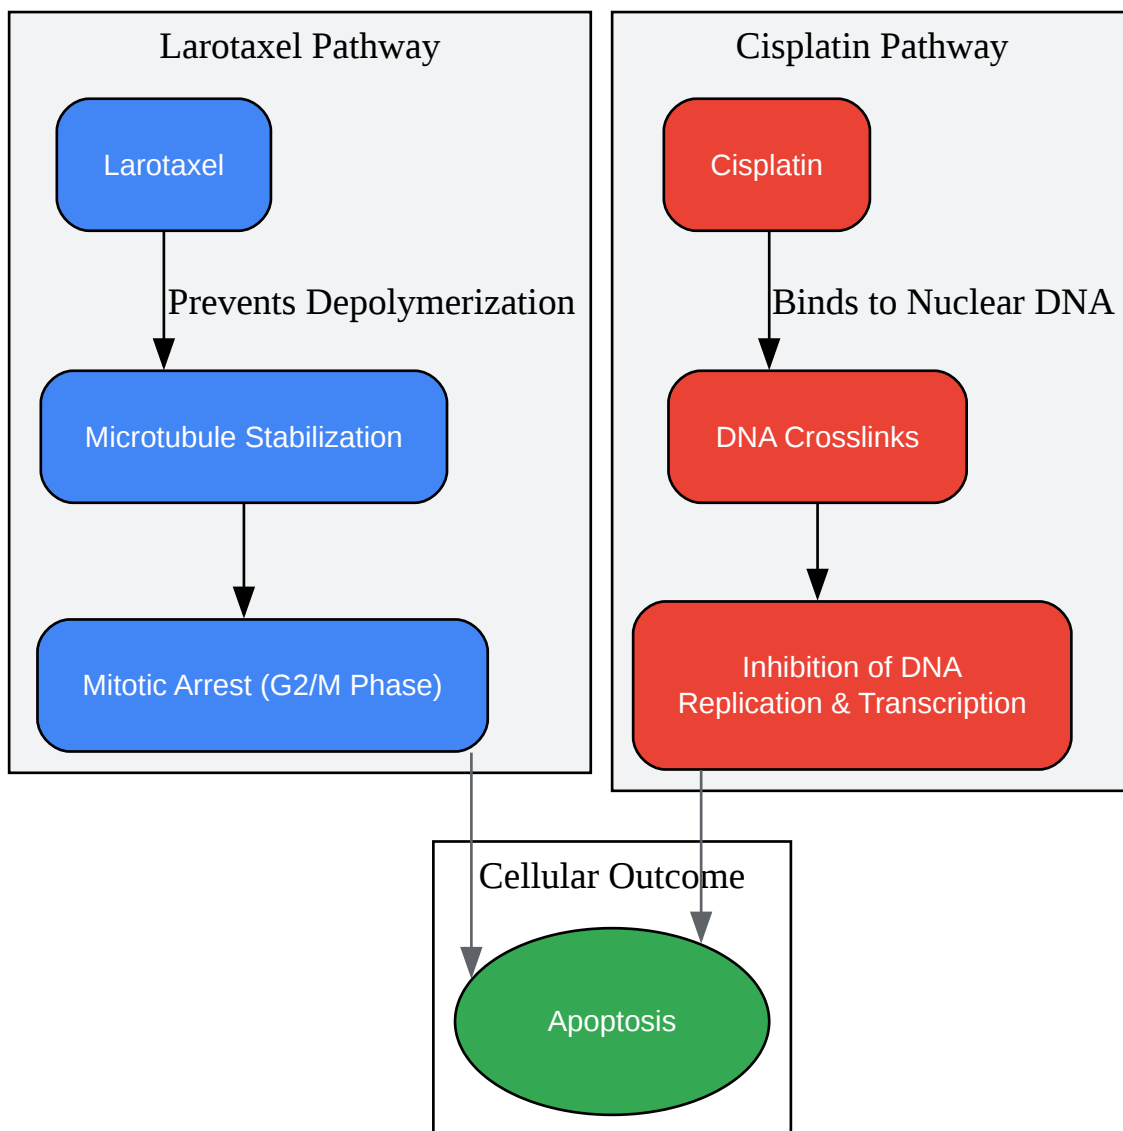 Larotaxel Pathway
Larotaxel
Prevents Depolymerization
Microtubule Stabilization
Mitotic Arrest (G2/M Phase)
Cisplatin Pathway
Cisplatin
Binds to Nuclear DNA
DNA Crosslinks
Inhibition of DNA
Replication & Transcription
Cellular Outcome
Apoptosis